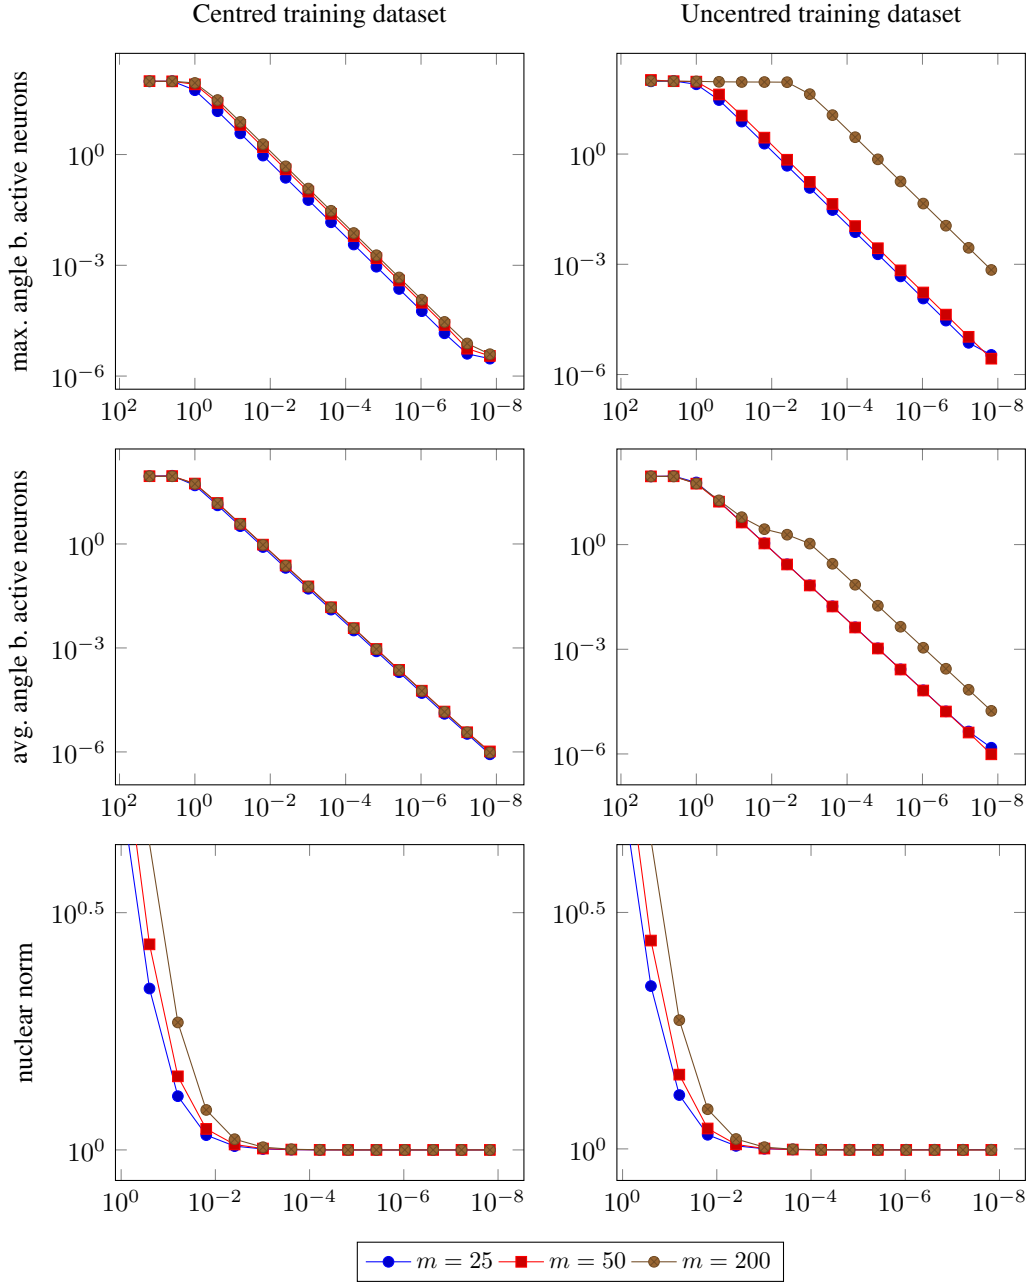 Centred training dataset
Uncentred training dataset
max. angle b. active neurons
10^0
10^−3
10^−6
10^2 10^0 10^−2 10^−4 10^−6 10^−8
10^0
10^−3
10^−6
10^2 10^0 10^−2 10^−4 10^−6 10^−8
avg. angle b. active neurons
10^0
10^−3
10^−6
10^2 10^0 10^−2 10^−4 10^−6 10^−8
10^0
10^−3
10^−6
10^2 10^0 10^−2 10^−4 10^−6 10^−8
nuclear norm
10^0.5
10^0
10^0 10^−2 10^−4 10^−6 10^−8
10^0.5
10^0
10^0 10^−2 10^−4 10^−6 10^−8
m = 25 m = 50 m = 200